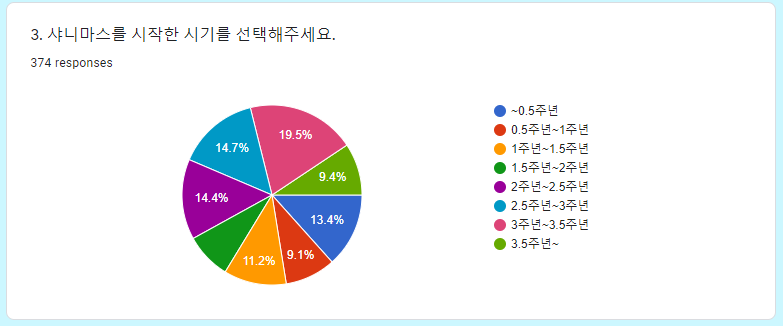 3. 샤니마스를 시작한 시기를 선택해주세요.
374 responses
19.5%
14.7%
9.4%
14.4%
13.4%
11.2%
9.1%
~0.5주년
0.5주년~1주년
1주년~1.5주년
1.5주년~2주년
2주년~2.5주년
2.5주년~3주년
3주년~3.5주년
3.5주년~